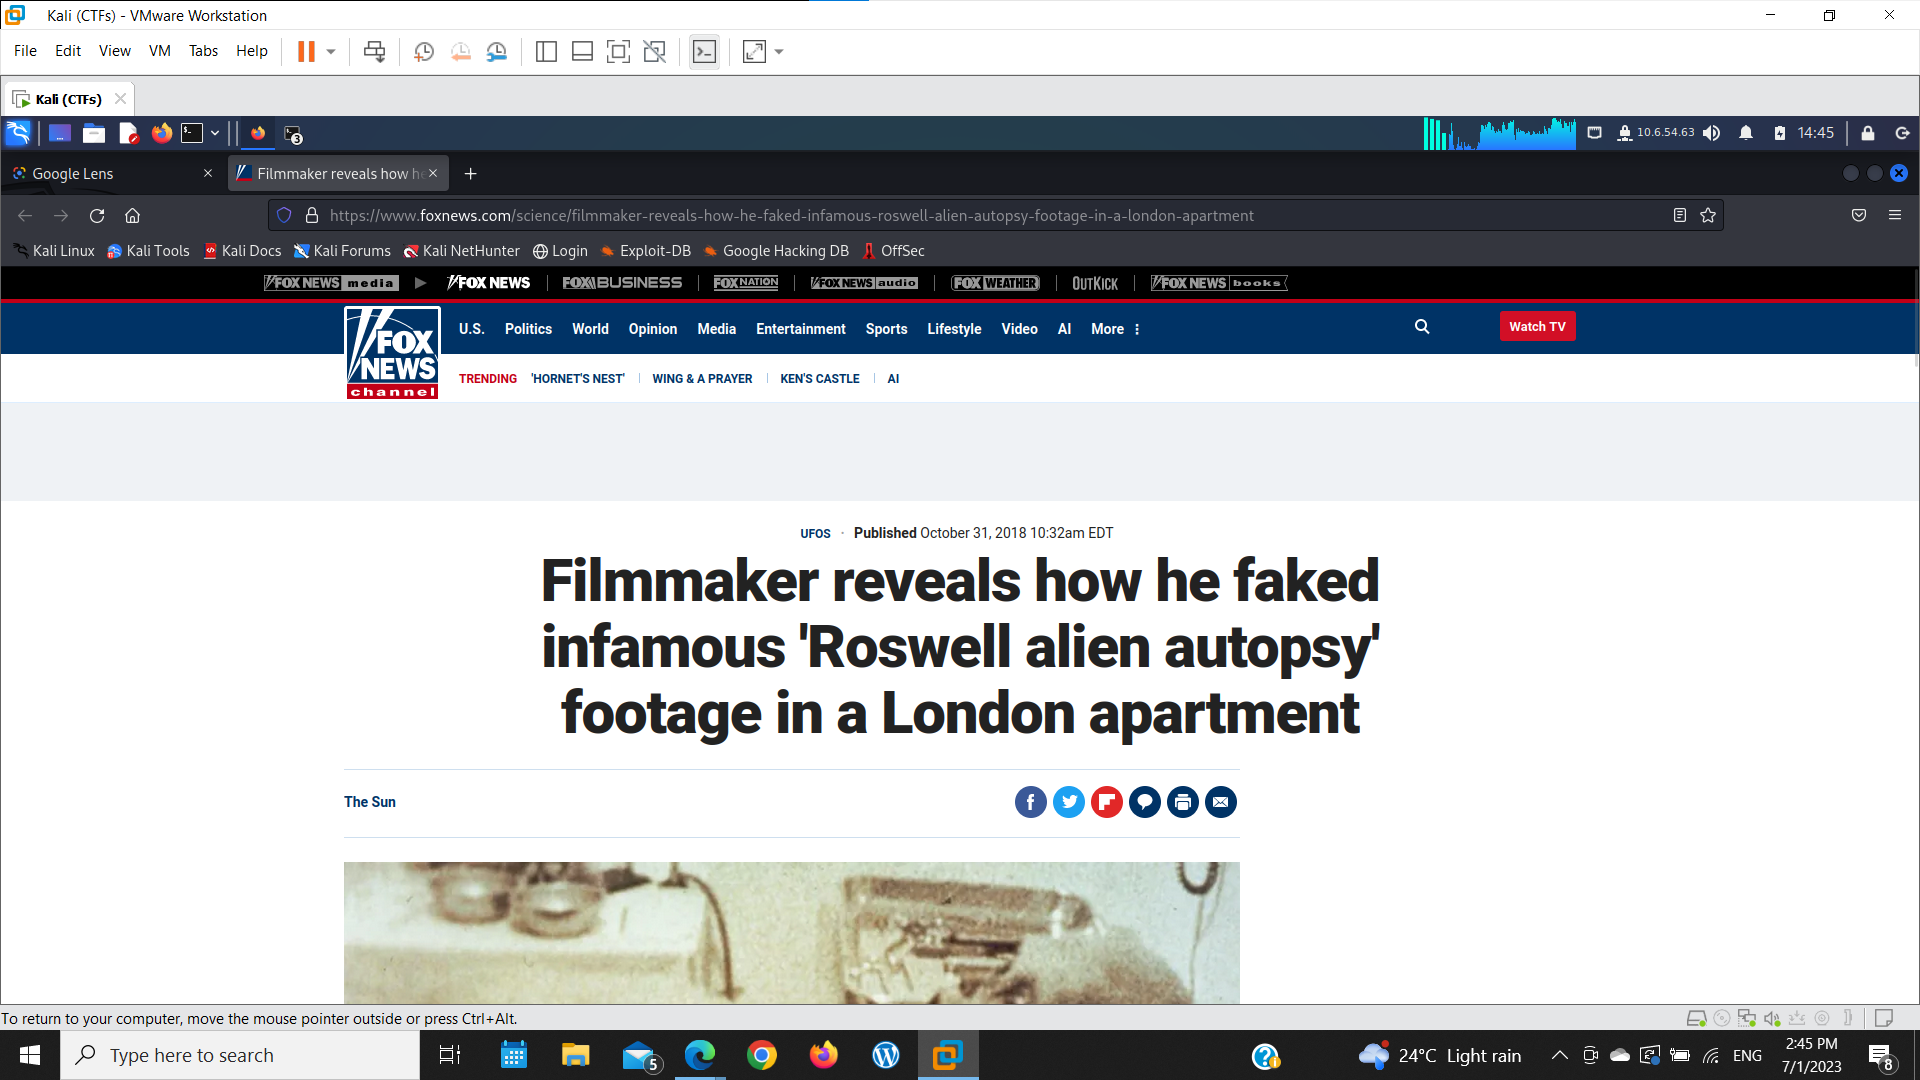 Kali (CTFs) - VMware Workstation
File Edit View VM Tabs Help
Kali (CTFs)
3 10.6.54.63 14:45
Google Lens Filmmaker reveals how he
https://www.foxnews.com/science/filmmaker-reveals-how-he-faked-infamous-roswell-alien-autopsy-footage-in-a-london-apartment
Kali Linux Kali Tools Kali Docs Kali Forums Kali NetHunter Login Exploit-DB Google Hacking DB OffSec
FOX NEWS media FOX NEWS FOX BUSINESS FOX NATION FOX NEWS audio FOX WEATHER OUTKICK FOX NEWS books
FOX NEWS channel
U.S. Politics World Opinion Media Entertainment Sports Lifestyle Video AI More Watch TV
TRENDING 'HORNET'S NEST' WING & A PRAYER KEN'S CASTLE AI
UFOS · Published October 31, 2018 10:32am EDT
Filmmaker reveals how he faked
infamous 'Roswell alien autopsy'
footage in a London apartment
The Sun
To return to your computer, move the mouse pointer outside or press Ctrl+Alt.
Type here to search 5 24°C Light rain ENG 2:45 PM
7/1/2023 8